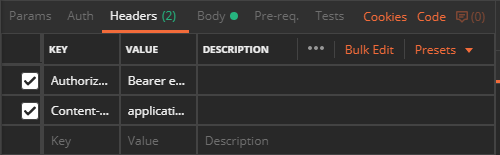 Params Auth Headers (2) Body Pre-req. Tests Cookies Code (0)
KEY VALUE DESCRIPTION ••• Bulk Edit Presets
Authoriz... Bearer e...
Content-... applicati...
Key Value Description